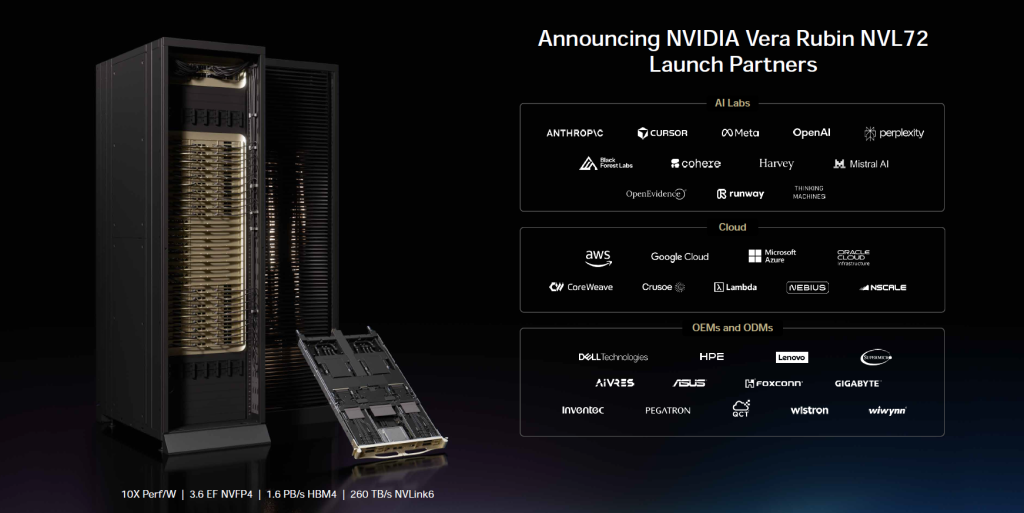 Announcing NVIDIA Vera Rubin NVL72
Launch Partners
AI Labs
ANTHROP\C
CURSOR
Meta
OpenAI
perplexity
Black
Forest Labs
cohere
Harvey
Mistral AI
OpenEvidence
runway
THINKING
MACHINES
Cloud
aws
Google Cloud
Microsoft
Azure
ORACLE
CLOUD
Infrastructure
CoreWeave
Crusoe
Lambda
NEBIUS
NSCALE
OEMs and ODMs
DELLTechnologies
HPE
Lenovo
SUPERMICRO
AIVRES
ASUS
FOXCONN
GIGABYTE
Inventec
PEGATRON
QCT
wistron
wiwynn
10X Perf/W | 3.6 EF NVFP4 | 1.6 PB/s HBM4 | 260 TB/s NVLink6